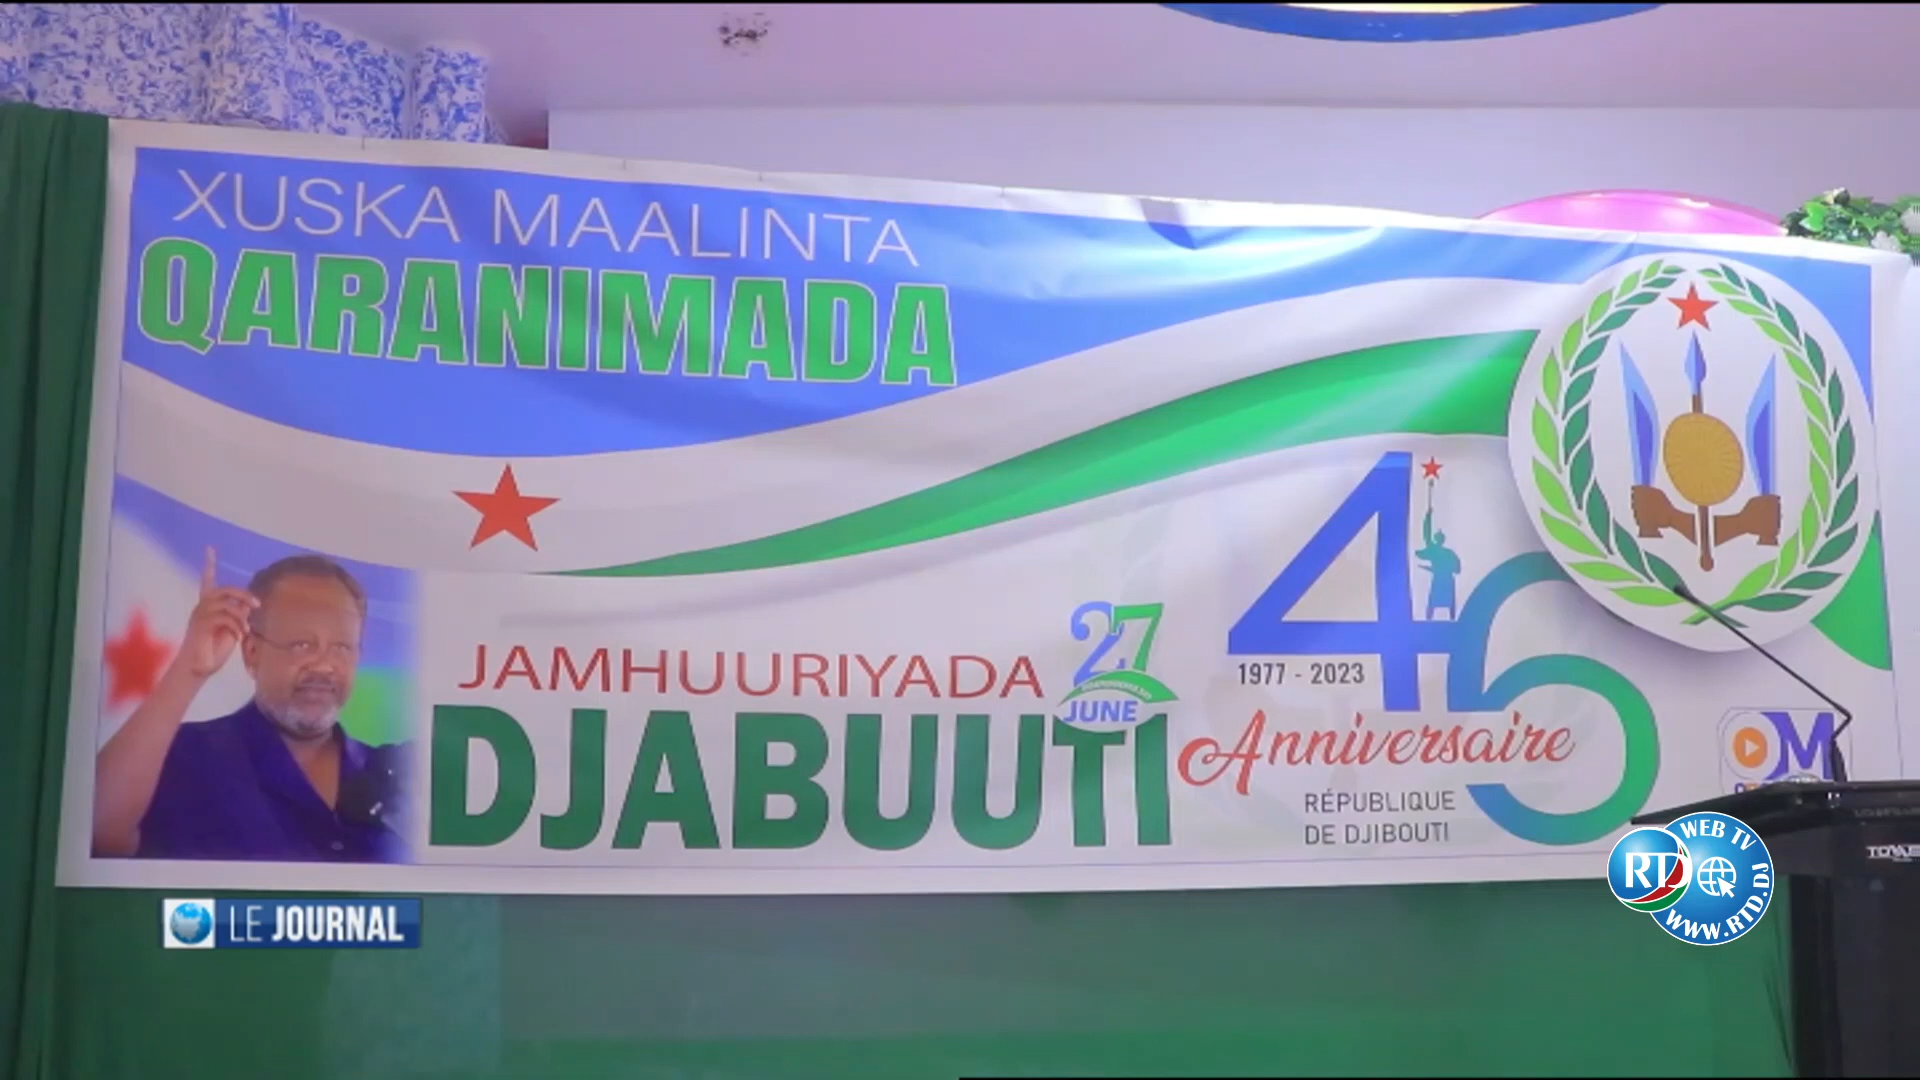 XUSKA MAALINTA
QARANIMADA
JAMHUURIYADA
DJABUUTI
27
JUNE
46
1977 - 2023
Anniversaire
RÉPUBLIQUE
DE DJIBOUTI
OM
LE JOURNAL
RTD
WEB TV
WWW.RTD.DJ